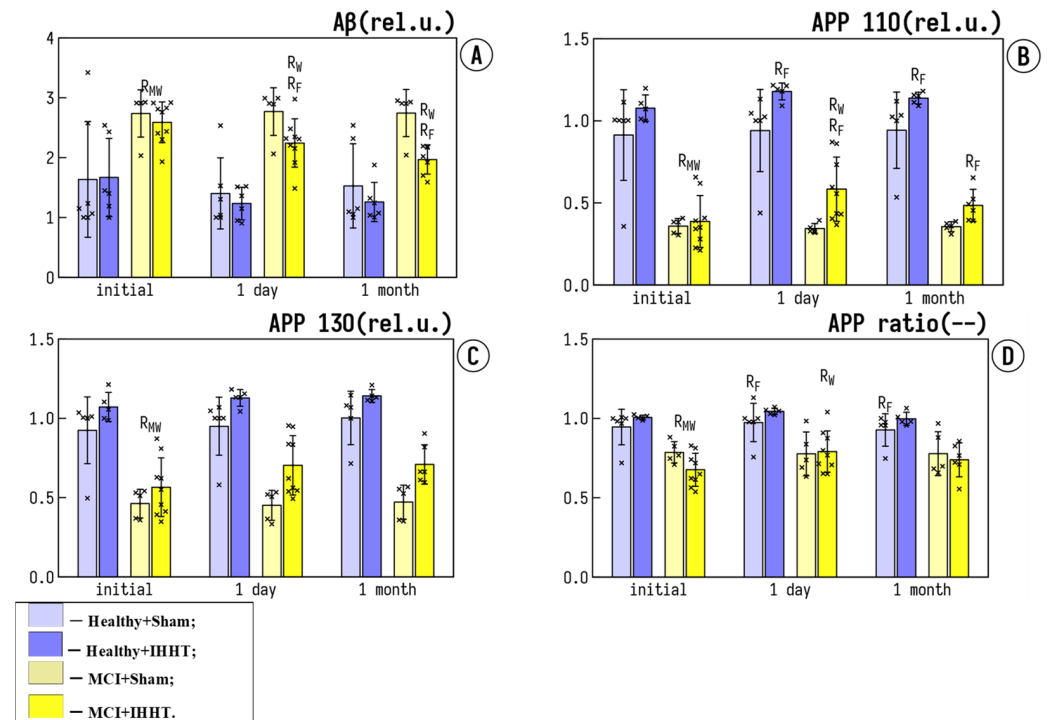 Aβ(rel.u.)
A
4
3
2
1
0
R_MW
R_W
R_F
R_W
R_F
initial
1 day
1 month
APP 110(rel.u.)
B
1.5
1.0
0.5
0.0
R_MW
R_F
R_W
R_F
R_F
R_F
initial
1 day
1 month
APP 130(rel.u.)
C
1.5
1.0
0.5
0.0
R_MW
initial
1 day
1 month
APP ratio(--)
D
1.5
1.0
0.5
0.0
R_MW
R_F
R_W
R_F
initial
1 day
1 month
— Healthy+Sham;
— Healthy+IHHT;
— MCI+Sham;
— MCI+IHHT.